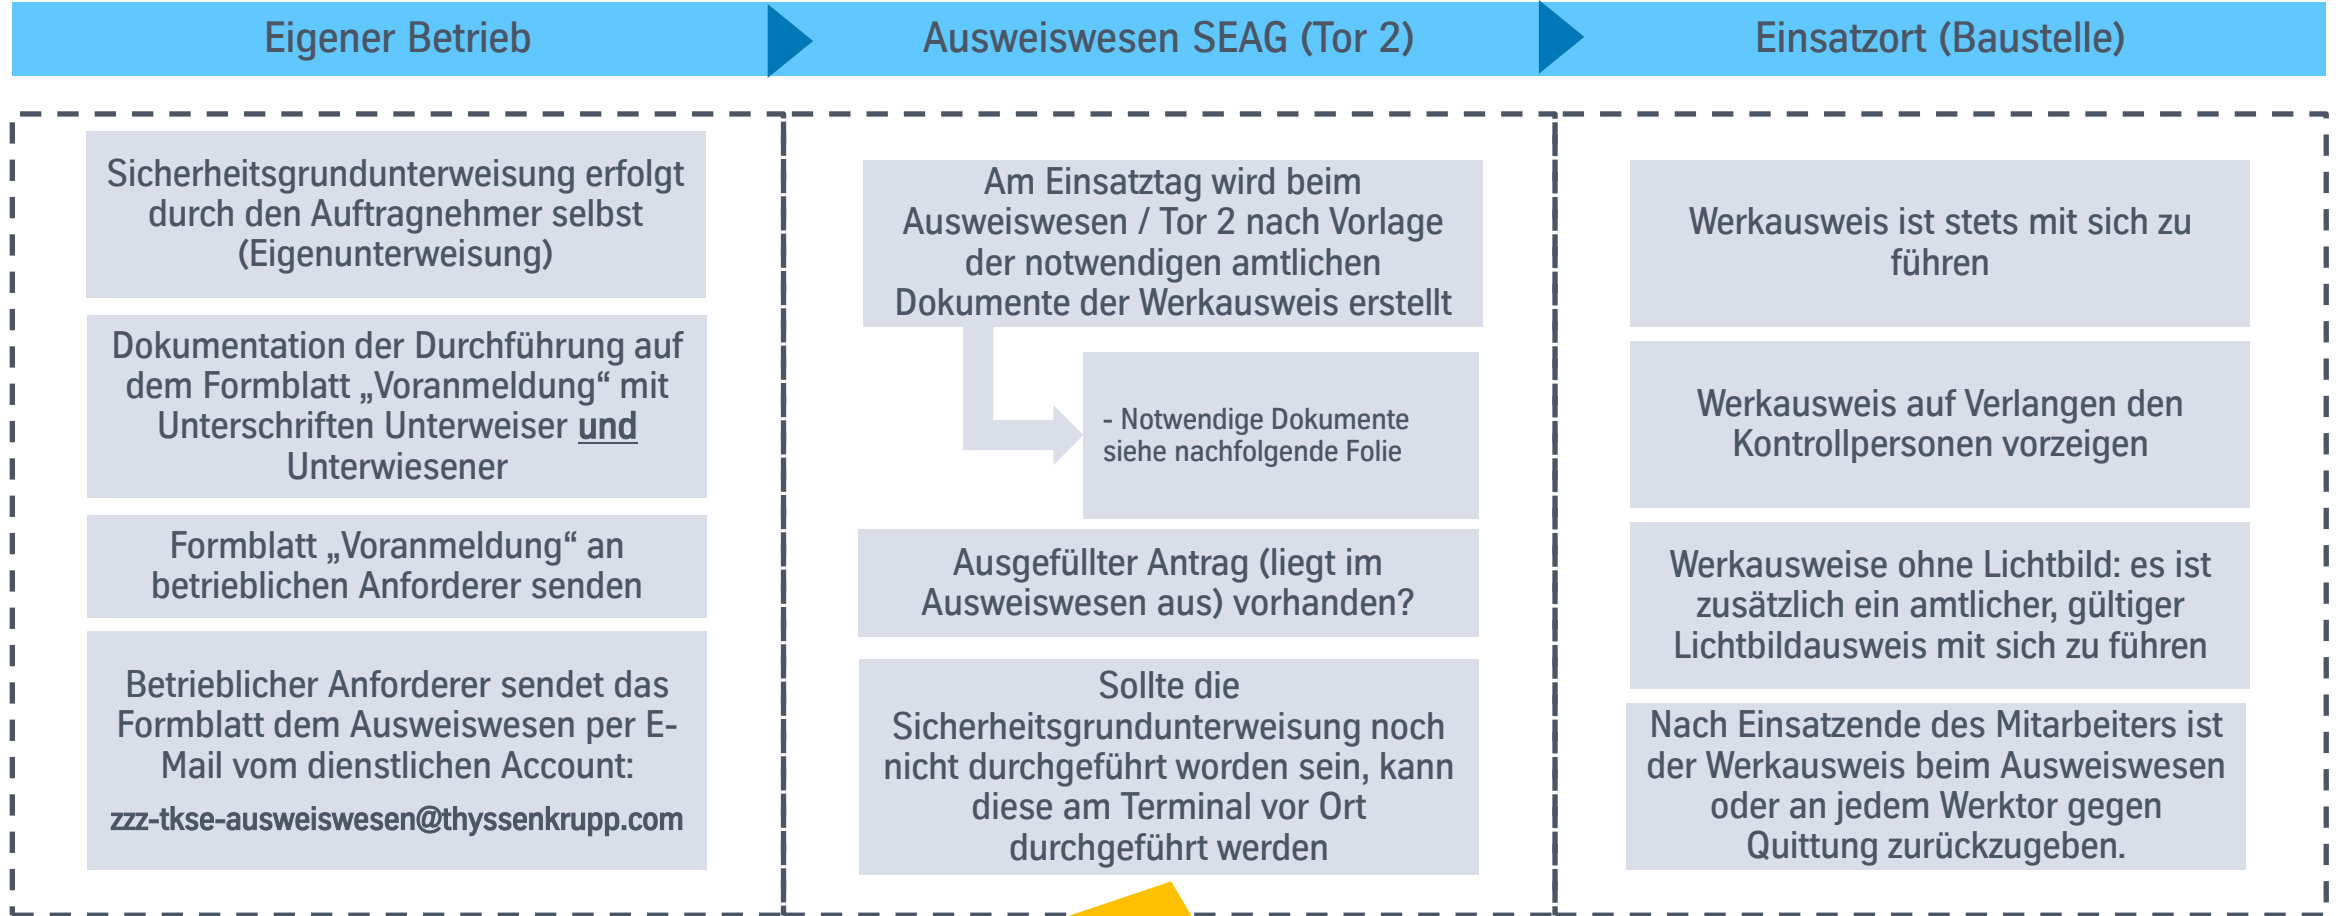 Eigener Betrieb
Ausweiswesen SEAG (Tor 2)
Einsatzort (Baustelle)
Sicherheitsgrundunterweisung erfolgt
durch den Auftragnehmer selbst
(Eigenunterweisung)
Dokumentation der Durchführung auf
dem Formblatt „Voranmeldung“ mit
Unterschriften Unterweiser und
Unterwiesener
Formblatt „Voranmeldung“ an
betrieblichen Anforderer senden
Betrieblicher Anforderer sendet das
Formblatt dem Ausweiswesen per E-
Mail vom dienstlichen Account:
zzz-tkse-ausweiswesen@thyssenkrupp.com
Am Einsatztag wird beim
Ausweiswesen / Tor 2 nach Vorlage
der notwendigen amtlichen
Dokumente der Werkausweis erstellt
- Notwendige Dokumente
siehe nachfolgende Folie
Ausgefüllter Antrag (liegt im
Ausweiswesen aus) vorhanden?
Sollte die
Sicherheitsgrundunterweisung noch
nicht durchgeführt worden sein, kann
diese am Terminal vor Ort
durchgeführt werden
Werkausweis ist stets mit sich zu
führen
Werkausweis auf Verlangen den
Kontrollpersonen vorzeigen
Werkausweise ohne Lichtbild: es ist
zusätzlich ein amtlicher, gültiger
Lichtbildausweis mit sich zu führen
Nach Einsatzende des Mitarbeiters ist
der Werkausweis beim Ausweiswesen
oder an jedem Werktor gegen
Quittung zurückzugeben.